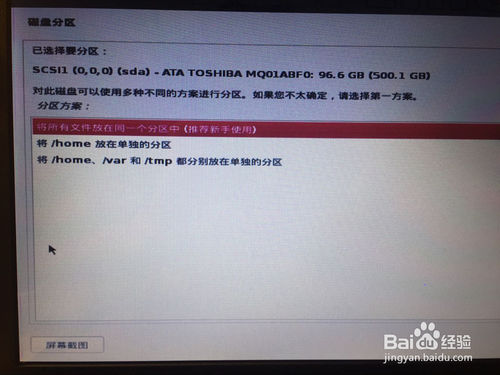 磁盘分区
已选择要分区：
SCSI1 (0,0,0) (sda) - ATA TOSHIBA MQ01ABF0: 96.6 GB (500.1 GB)
对此磁盘可以使用多种不同的方案进行分区。如果您不太确定，请选择第一方案。
分区方案：
将所有文件放在同一个分区中 (推荐新手使用)
将 /home 放在单独的分区
将 /home、/var 和 /tmp 都分别放在单独的分区
屏幕截图
Baidu 经验
jingyan.baidu.com